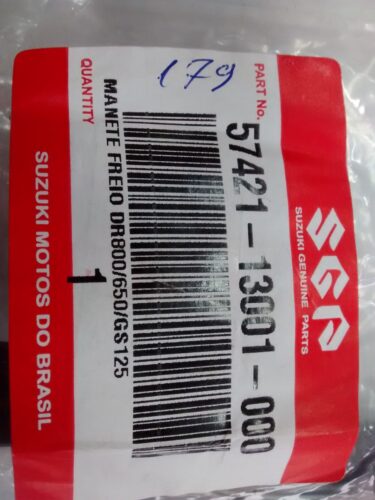 179
SGP
SUZUKI GENUINE PARTS
PART No.
57421-13001-000
MANETE FREIO DR800/650/GS125
QUANTITY
1
SUZUKI MOTOS DO BRASIL